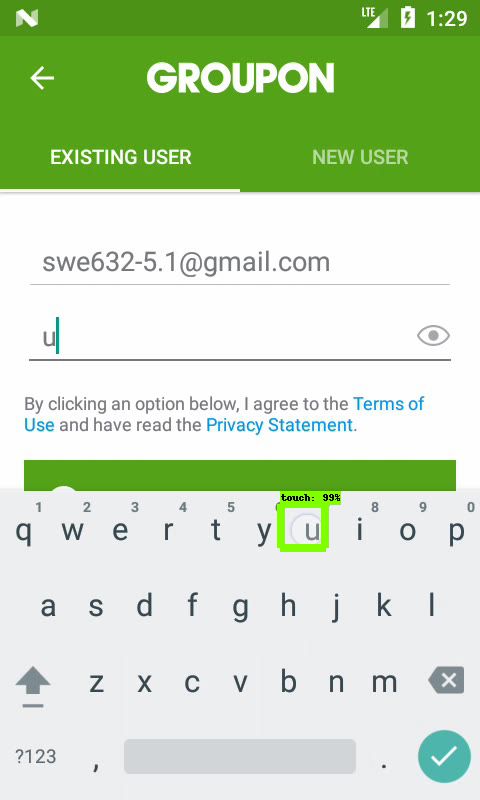 LTE 1:29
GROUPON
EXISTING USER NEW USER
swe632-5.1@gmail.com
u
By clicking an option below, I agree to the Terms of
Use and have read the Privacy Statement.
touch: 99%
1 2 3 4 5 8 9 0
q w e r t y u i o p
a s d f g h j k l
z x c v b n m
?123 , .